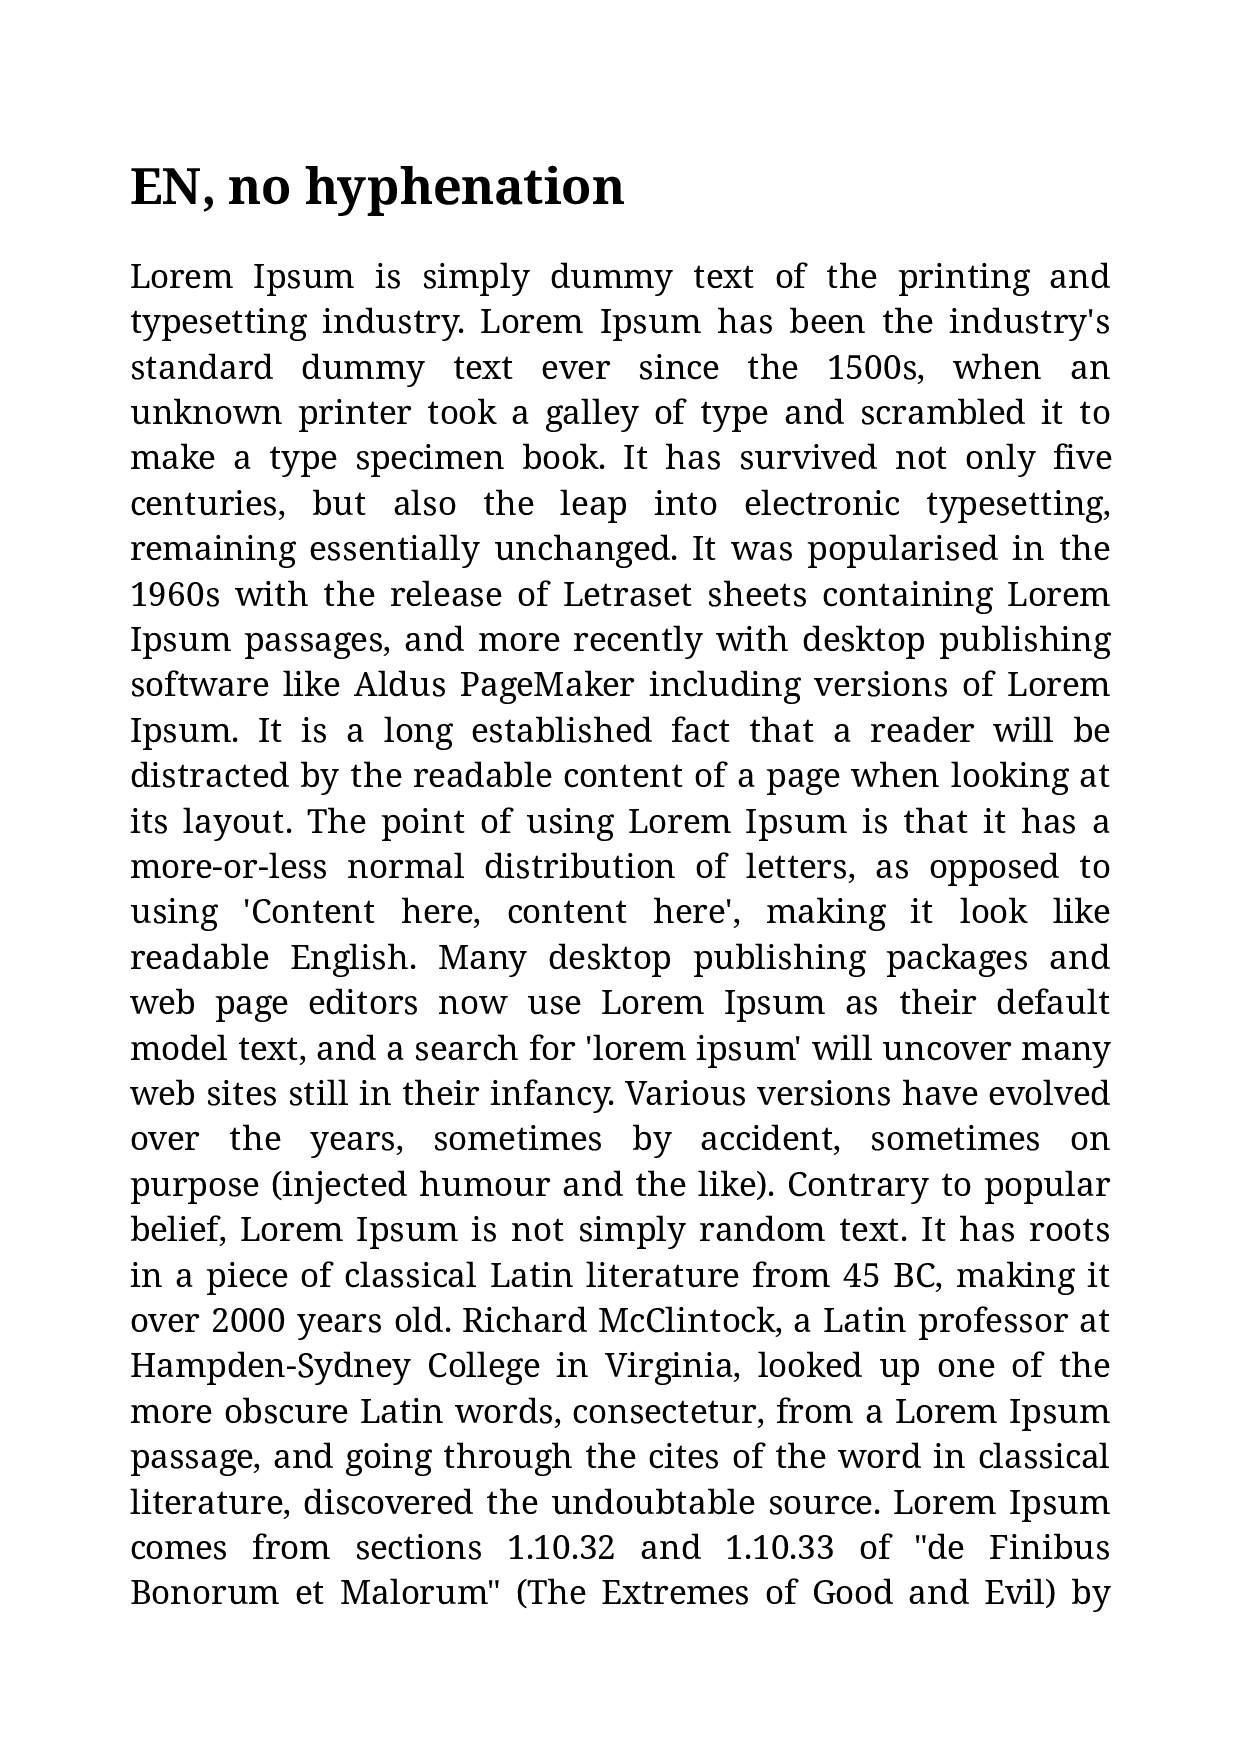 EN, no hyphenation
Lorem Ipsum is simply dummy text of the printing and
typesetting industry. Lorem Ipsum has been the industry's
standard dummy text ever since the 1500s, when an
unknown printer took a galley of type and scrambled it to
make a type specimen book. It has survived not only five
centuries, but also the leap into electronic typesetting,
remaining essentially unchanged. It was popularised in the
1960s with the release of Letraset sheets containing Lorem
Ipsum passages, and more recently with desktop publishing
software like Aldus PageMaker including versions of Lorem
Ipsum. It is a long established fact that a reader will be
distracted by the readable content of a page when looking at
its layout. The point of using Lorem Ipsum is that it has a
more-or-less normal distribution of letters, as opposed to
using 'Content here, content here', making it look like
readable English. Many desktop publishing packages and
web page editors now use Lorem Ipsum as their default
model text, and a search for 'lorem ipsum' will uncover many
web sites still in their infancy. Various versions have evolved
over the years, sometimes by accident, sometimes on
purpose (injected humour and the like). Contrary to popular
belief, Lorem Ipsum is not simply random text. It has roots
in a piece of classical Latin literature from 45 BC, making it
over 2000 years old. Richard McClintock, a Latin professor at
Hampden-Sydney College in Virginia, looked up one of the
more obscure Latin words, consectetur, from a Lorem Ipsum
passage, and going through the cites of the word in classical
literature, discovered the undoubtable source. Lorem Ipsum
comes from sections 1.10.32 and 1.10.33 of "de Finibus
Bonorum et Malorum" (The Extremes of Good and Evil) by